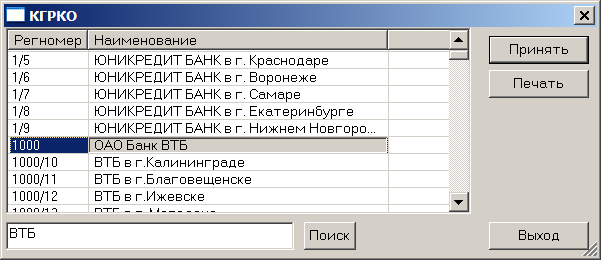 КГРКО
Регномер Наименование
1/5 ЮНИКРЕДИТ БАНК в г. Краснодаре
1/6 ЮНИКРЕДИТ БАНК в г. Воронеже
1/7 ЮНИКРЕДИТ БАНК в г. Самаре
1/8 ЮНИКРЕДИТ БАНК в г. Екатеринбурге
1/9 ЮНИКРЕДИТ БАНК в г. Нижнем Новгоро...
1000 ОАО Банк ВТБ
1000/10 ВТБ в г.Калининграде
1000/11 ВТБ в г.Благовещенске
1000/12 ВТБ в г.Ижевске
Принять
Печать
ВТБ
Поиск
Выход